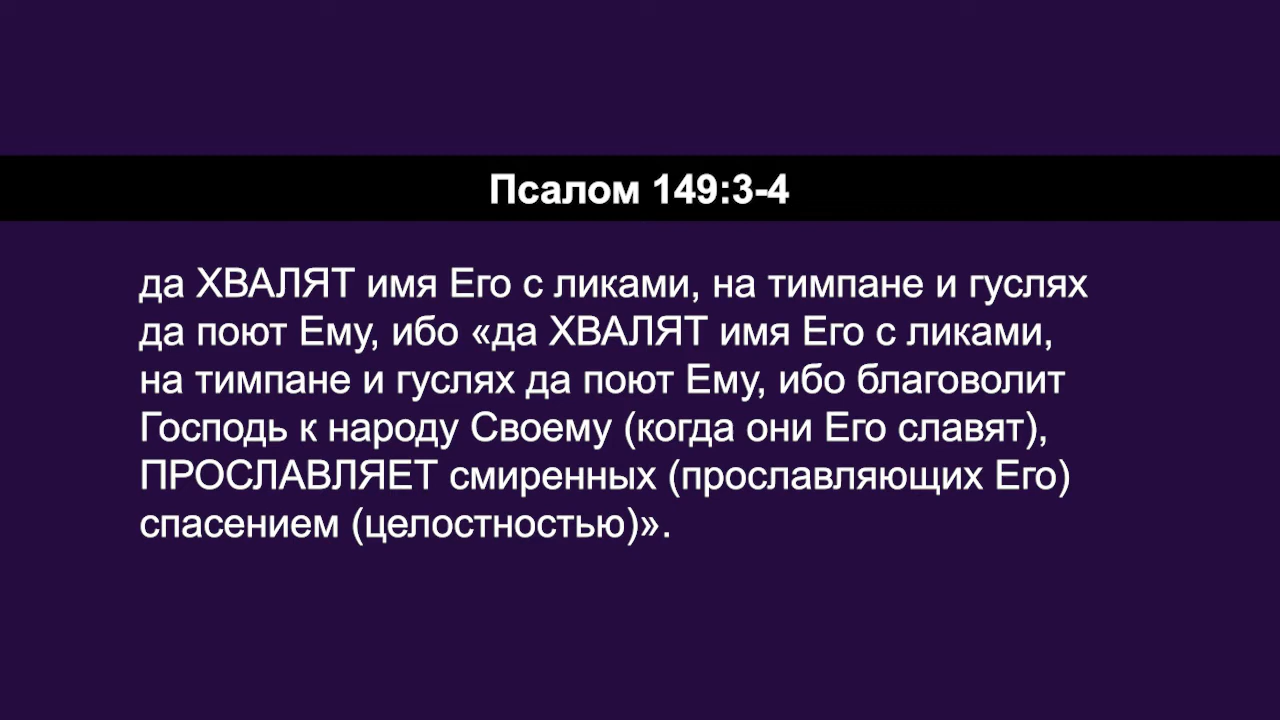 Псалом 149:3-4
да ХВАЛЯТ имя Его с ликами, на тимпане и гуслях
да поют Ему, ибо «да ХВАЛЯТ имя Его с ликами,
на тимпане и гуслях да поют Ему, ибо благоволит
Господь к народу Своему (когда они Его славят),
ПРОСЛАВЛЯЕТ смиренных (прославляющих Его)
спасением (целостностью)».